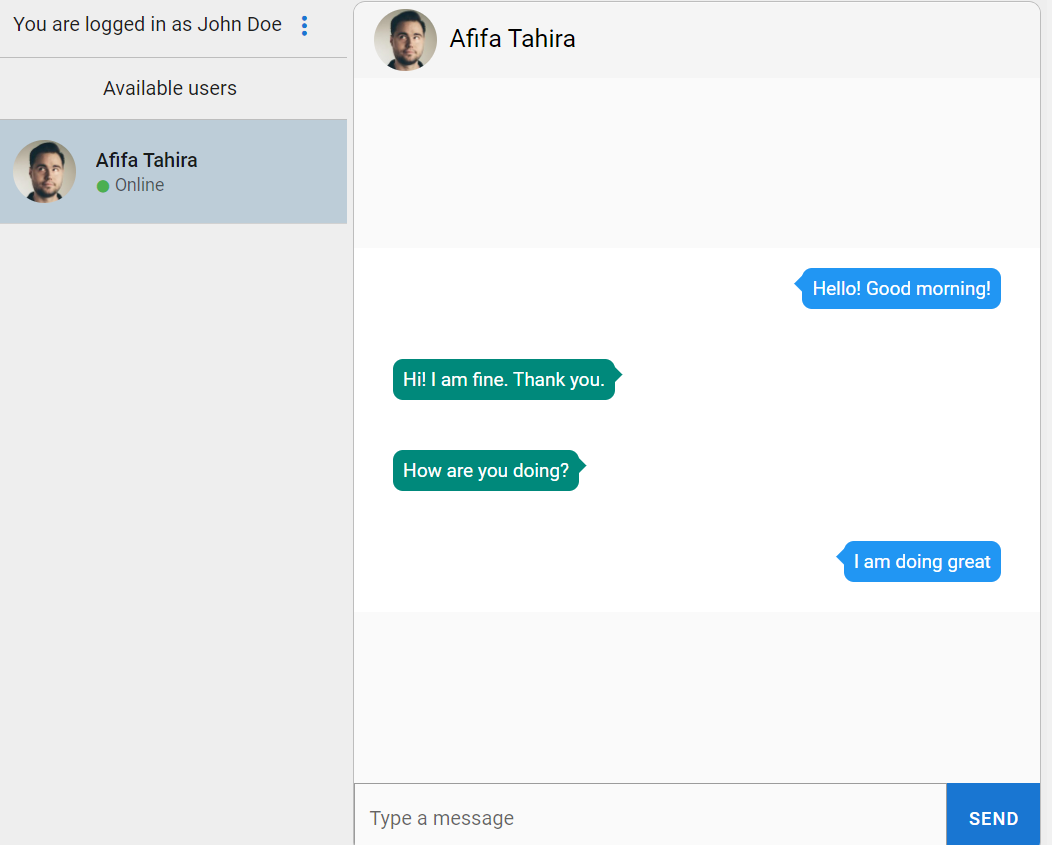 You are logged in as John Doe
Available users
Afifa Tahira
Online
Afifa Tahira
Hello! Good morning!
Hi! I am fine. Thank you.
How are you doing?
I am doing great
Type a message
SEND